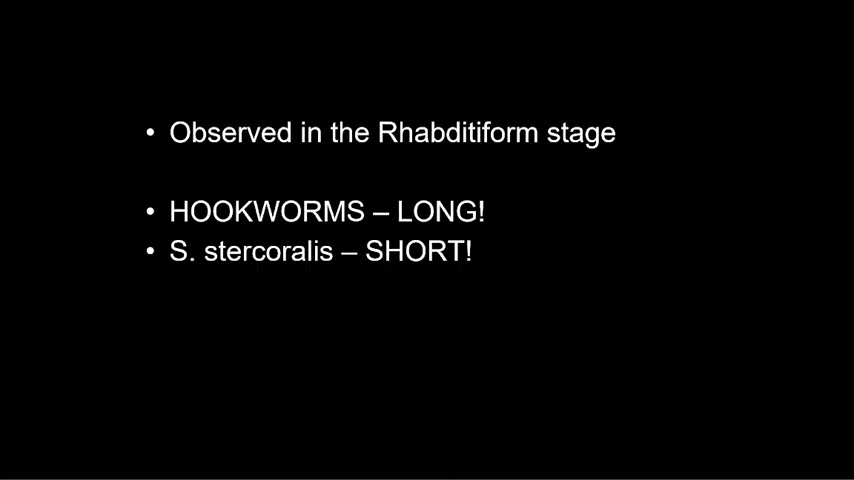 • Observed in the Rhabditiform stage
• HOOKWORMS – LONG!
• S. stercoralis – SHORT!